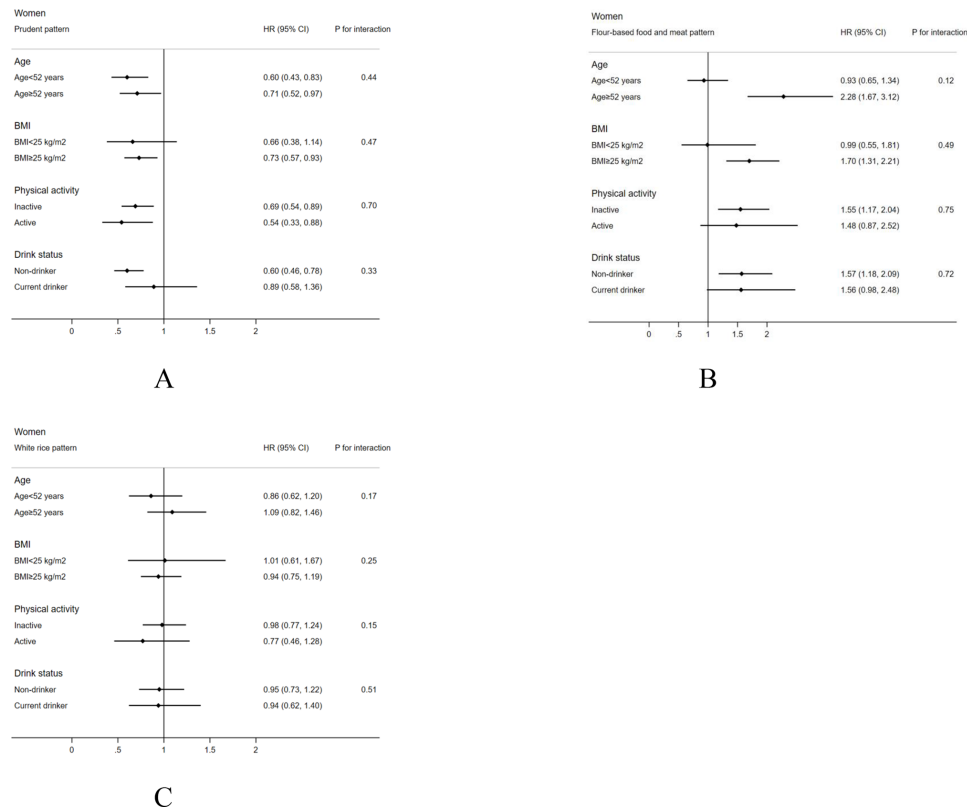 Women
Prudent pattern HR (95% CI) P for interaction
Age
Age<52 years 0.60 (0.43, 0.83) 0.44
Age≥52 years 0.71 (0.52, 0.97)
BMI
BMI<25 kg/m2 0.66 (0.38, 1.14) 0.47
BMI≥25 kg/m2 0.73 (0.57, 0.93)
Physical activity
Inactive 0.69 (0.54, 0.89) 0.70
Active 0.54 (0.33, 0.88)
Drink status
Non-drinker 0.60 (0.46, 0.78) 0.33
Current drinker 0.89 (0.58, 1.36)
0 .5 1 1.5 2
A
Women
Flour-based food and meat pattern HR (95% CI) P for interaction
Age
Age<52 years 0.93 (0.65, 1.34) 0.12
Age≥52 years 2.28 (1.67, 3.12)
BMI
BMI<25 kg/m2 0.99 (0.55, 1.81) 0.49
BMI≥25 kg/m2 1.70 (1.31, 2.21)
Physical activity
Inactive 1.55 (1.17, 2.04) 0.75
Active 1.48 (0.87, 2.52)
Drink status
Non-drinker 1.57 (1.18, 2.09) 0.72
Current drinker 1.56 (0.98, 2.48)
0 .5 1 1.5 2
B
Women
White rice pattern HR (95% CI) P for interaction
Age
Age<52 years 0.86 (0.62, 1.20) 0.17
Age≥52 years 1.09 (0.82, 1.46)
BMI
BMI<25 kg/m2 1.01 (0.61, 1.67) 0.25
BMI≥25 kg/m2 0.94 (0.75, 1.19)
Physical activity
Inactive 0.98 (0.77, 1.24) 0.15
Active 0.77 (0.46, 1.28)
Drink status
Non-drinker 0.95 (0.73, 1.22) 0.51
Current drinker 0.94 (0.62, 1.40)
0 .5 1 1.5 2
C